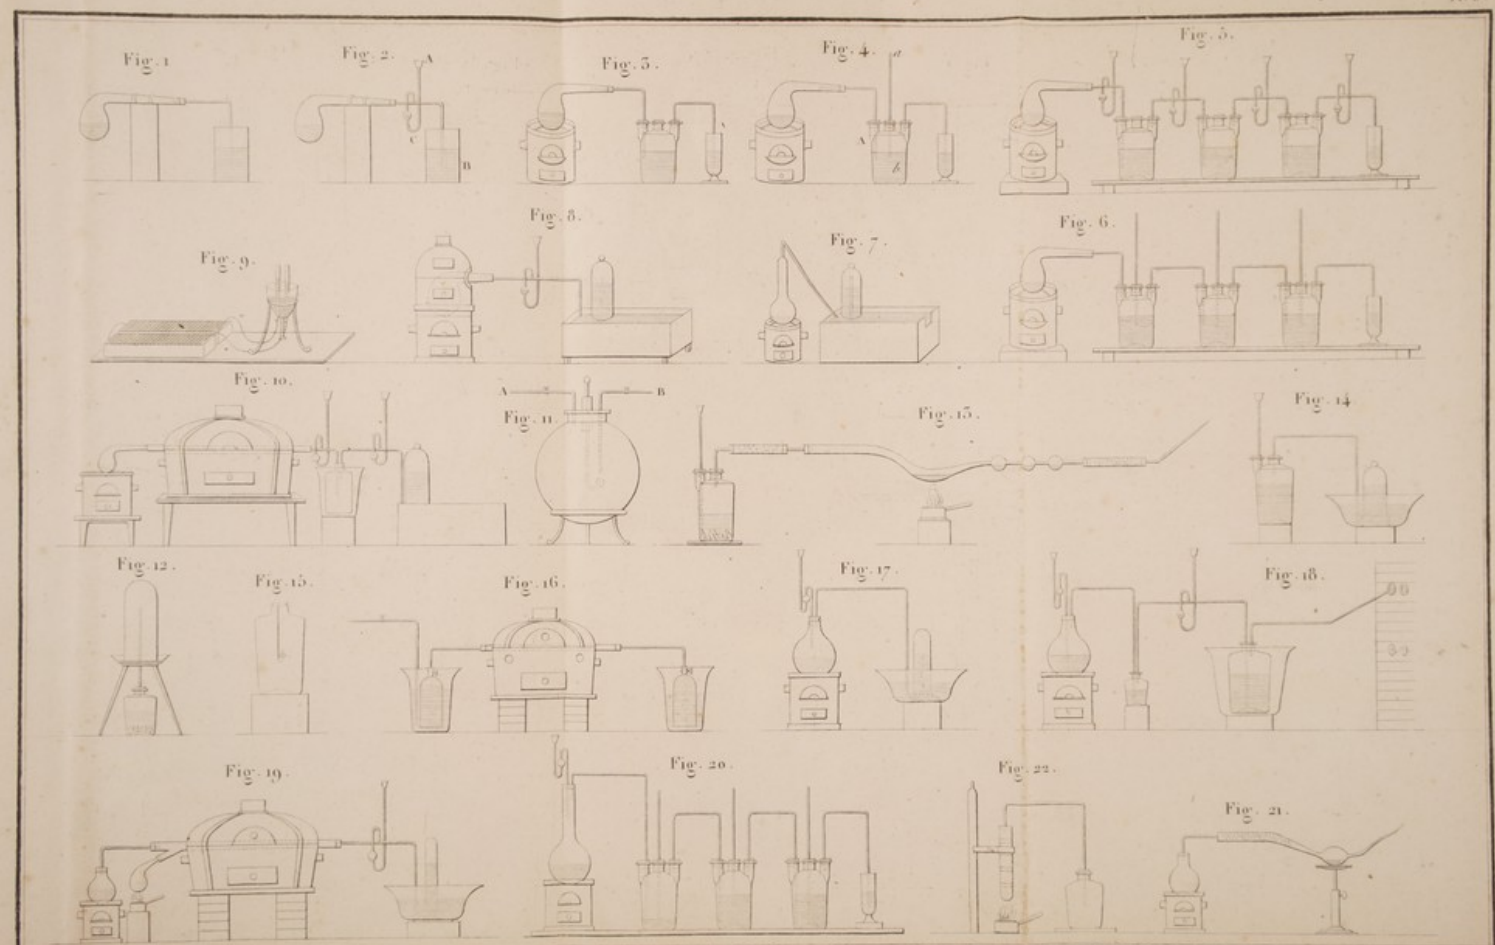 Fig. 1
Fig. 2.
A
C
B
Fig. 3.
Fig. 4.
a
A
b
Fig. 5.
Fig. 9.
Fig. 8.
Fig. 7.
Fig. 6.
Fig. 10.
A
B
Fig. 11.
Fig. 13.
Fig. 14
Fig. 12.
Fig. 15.
Fig. 16.
Fig. 17.
Fig. 18.
Fig. 19.
Fig. 20.
Fig. 22.
Fig. 21.